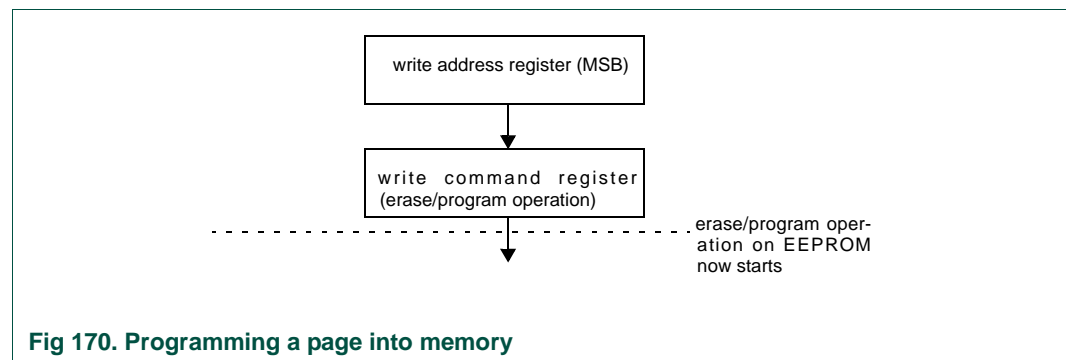 write address register (MSB)
write command register
(erase/program operation)
erase/program oper-
ation on EEPROM
now starts
Fig 170. Programming a page into memory